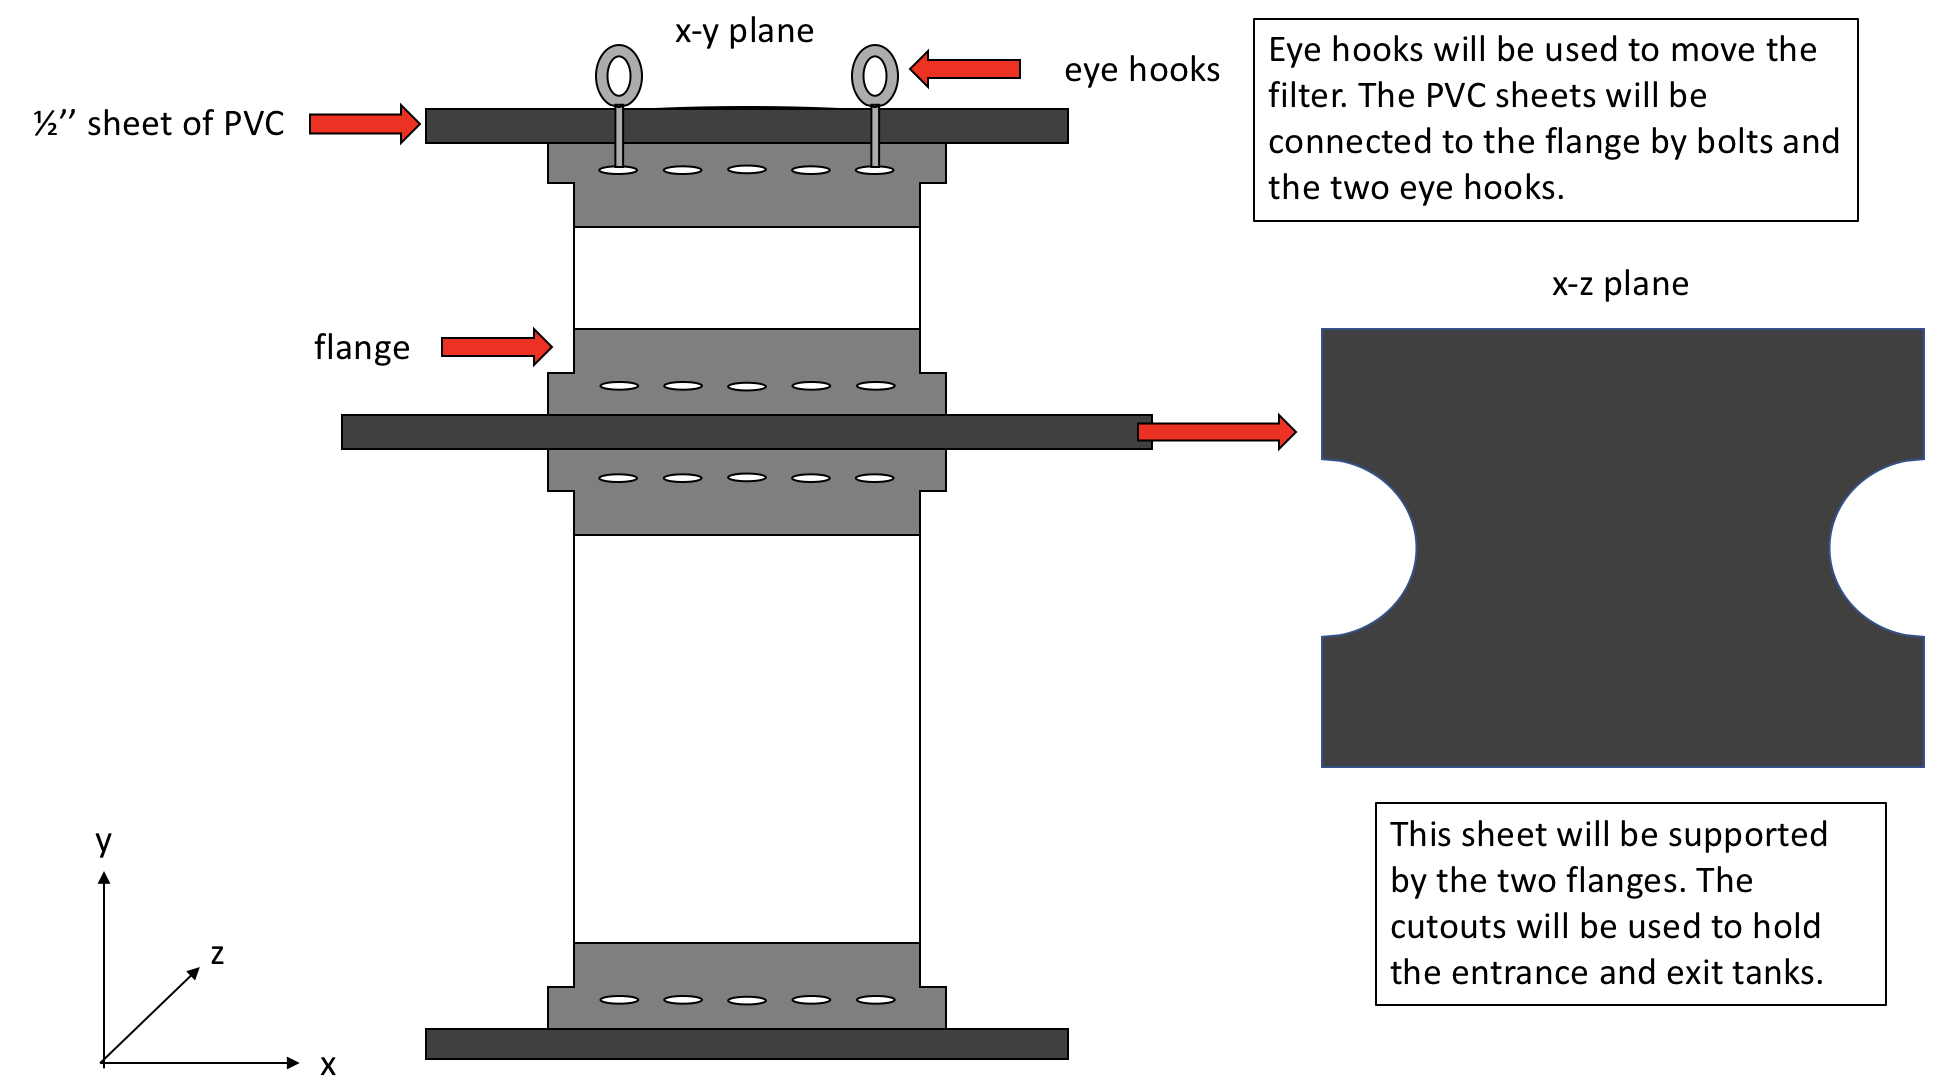 x-y plane
eye hooks
½’’ sheet of PVC
Eye hooks will be used to move the
filter. The PVC sheets will be
connected to the flange by bolts and
the two eye hooks.
x-z plane
flange
This sheet will be supported
by the two flanges. The
cutouts will be used to hold
the entrance and exit tanks.
y
z
x